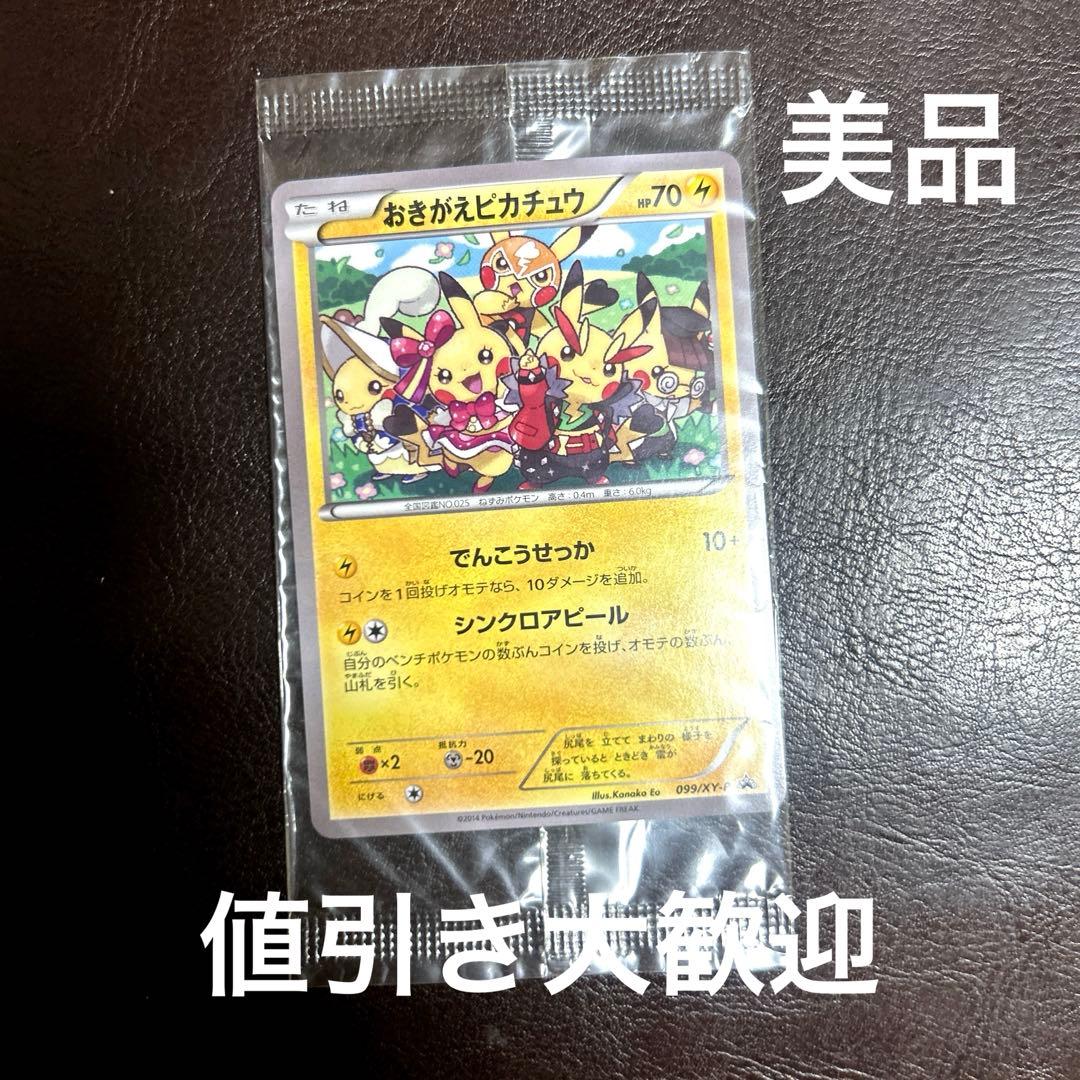 美品
たね
おきがえピカチュウ
HP70
全国図鑑NO.025 ねずみポケモン 高さ:0.4m 重さ:6.0kg
でんこうせっか 10+
コインを1回投げオモテなら、10ダメージを追加。
シンクロアピール
自分のベンチポケモンの数ぶんコインを投げ、オモテの数ぶん、
山札を引く。
弱点 抵抗力
×2 -20
にげる
尻尾を 立てて まわりの 様子を
探っていると ときどき 雷が
尻尾に 落ちてくる。
Illus.Kanako Eo 099/XY-P
©2014 Pokémon/Nintendo/Creatures/GAME FREAK
値引き大歓迎